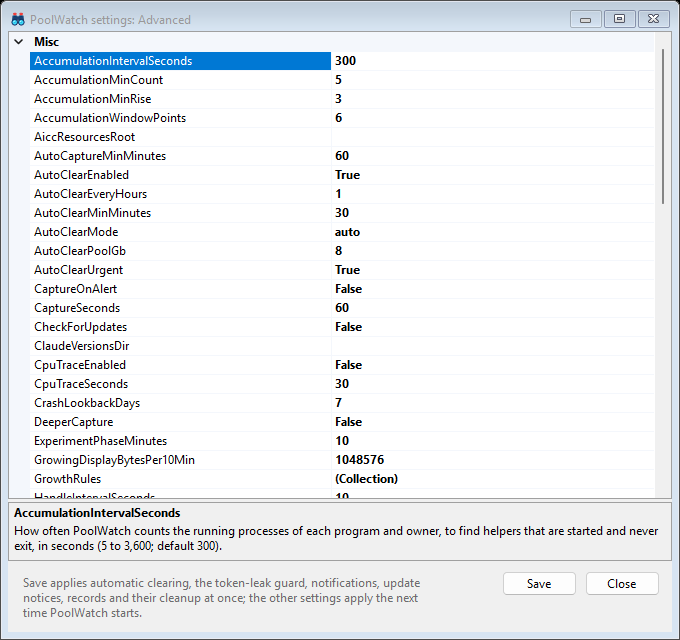 PoolWatch settings: Advanced
Misc
AccumulationIntervalSeconds 300
AccumulationMinCount 5
AccumulationMinRise 3
AccumulationWindowPoints 6
AiccResourcesRoot
AutoCaptureMinMinutes 60
AutoClearEnabled True
AutoClearEveryHours 1
AutoClearMinMinutes 30
AutoClearMode auto
AutoClearPoolGb 8
AutoClearUrgent True
CaptureOnAlert False
CaptureSeconds 60
CheckForUpdates False
ClaudeVersionsDir
CpuTraceEnabled False
CpuTraceSeconds 30
CrashLookbackDays 7
DeeperCapture False
ExperimentPhaseMinutes 10
GrowingDisplayBytesPer10Min 1048576
GrowthRules (Collection)
HandleIntervalSeconds 10
AccumulationIntervalSeconds
How often PoolWatch counts the running processes of each program and owner, to find helpers that are started and never
exit, in seconds (5 to 3,600; default 300).
Save applies automatic clearing, the token-leak guard, notifications, update
notices, records and their cleanup at once; the other settings apply the next
time PoolWatch starts.
Save
Close